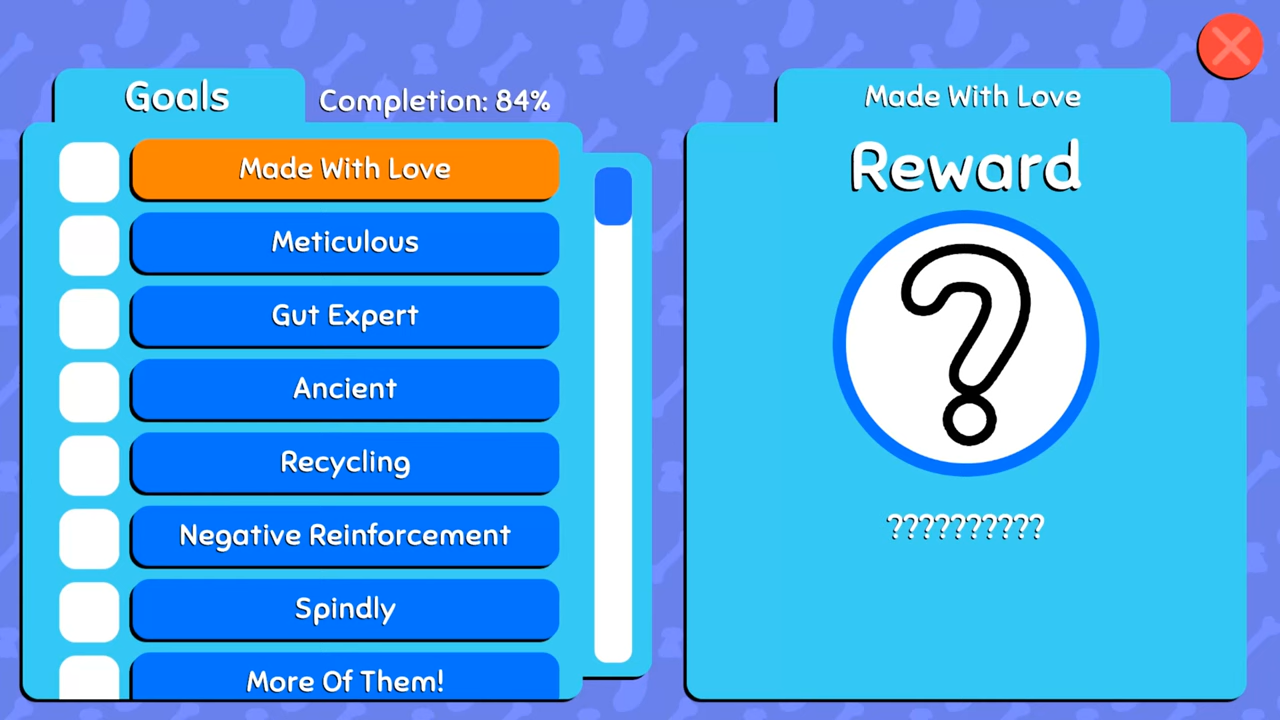 Goals
Completion: 84%
Made With Love
Meticulous
Gut Expert
Ancient
Recycling
Negative Reinforcement
Spindly
More Of Them!
Made With Love
Reward
?
??????????